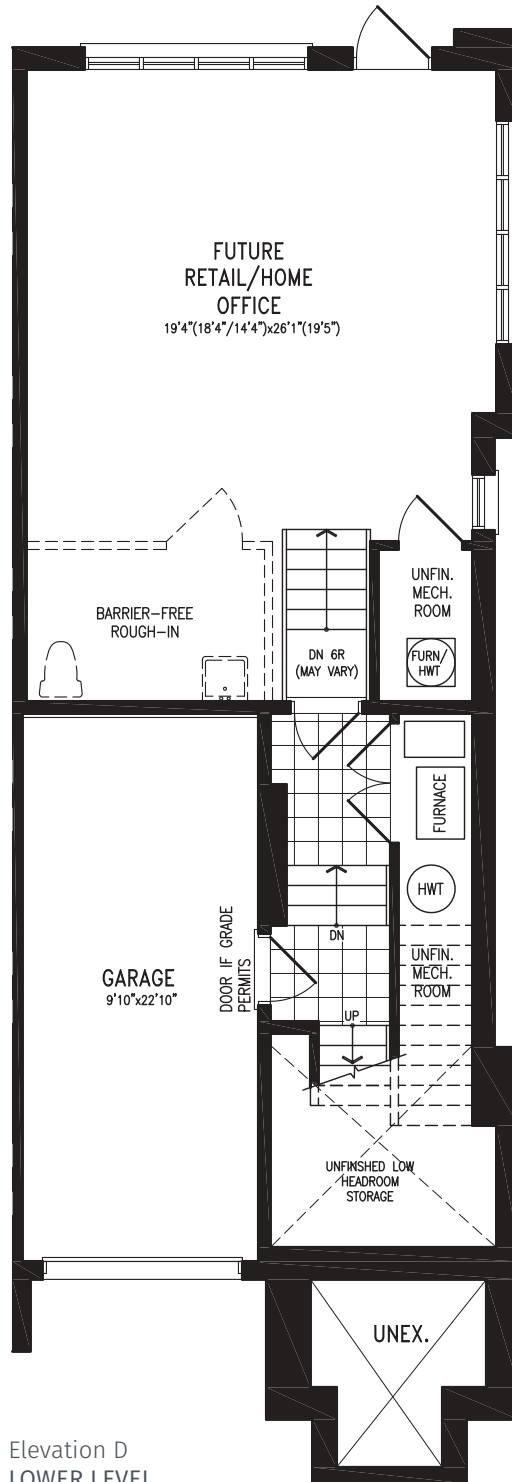 FUTURE
RETAIL/HOME
OFFICE
19'4"(18'4"/14'4")x26'1"(19'5")
UNFIN.
MECH.
ROOM
BARRIER-FREE
ROUGH-IN
DN 6R
(MAY VARY)
FURN/
HWT
FURNACE
HWT
DN
DOOR IF GRADE
PERMITS
UNFIN.
MECH.
ROOM
GARAGE
9'10"x22'10"
UP
UNFINISHED LOW
HEADROOM
STORAGE
UNEX.
Elevation D
LOWER LEVEL